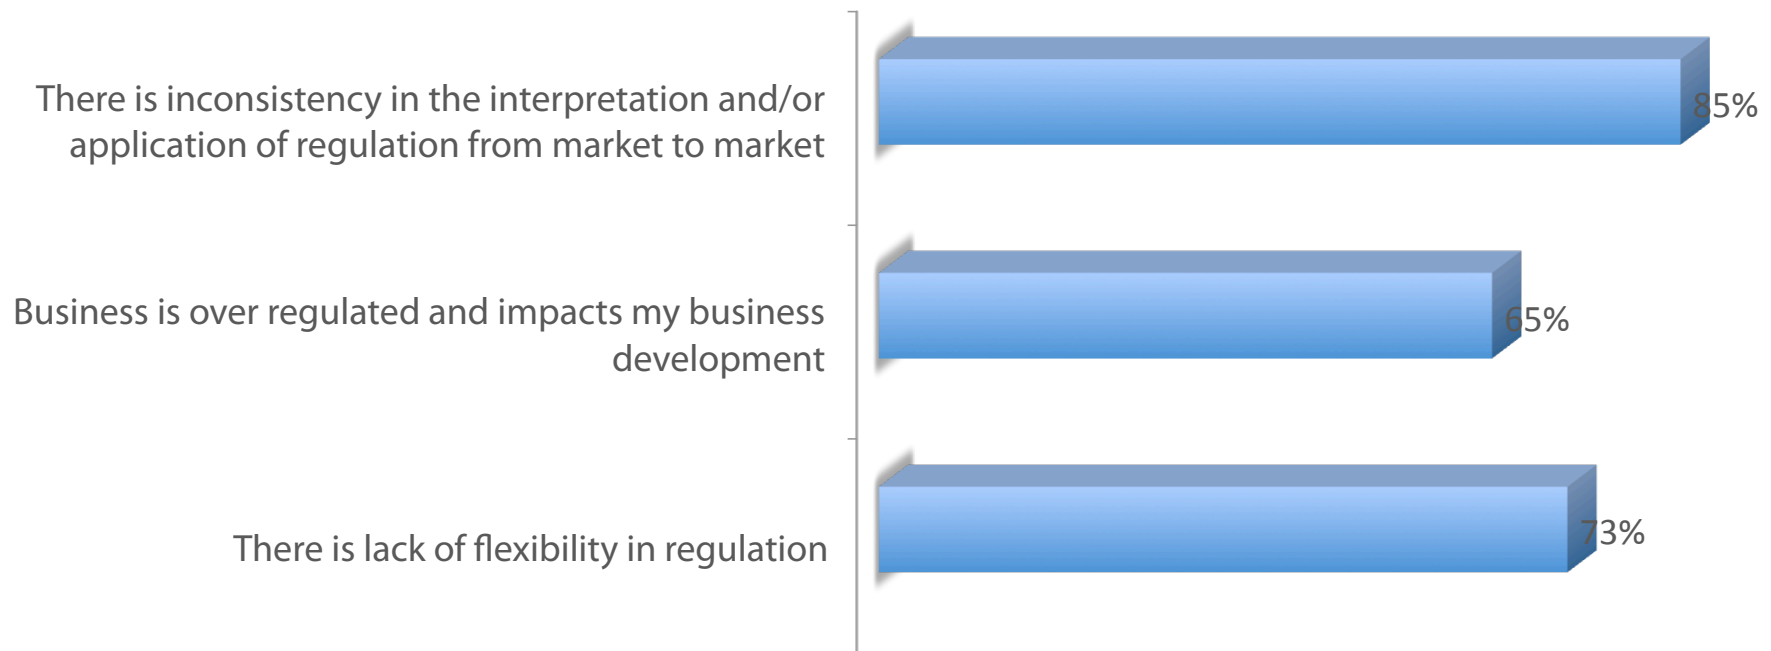 There is inconsistency in the interpretation and/or
application of regulation from market to market
85%
Business is over regulated and impacts my business
development
65%
There is lack of flexibility in regulation
73%